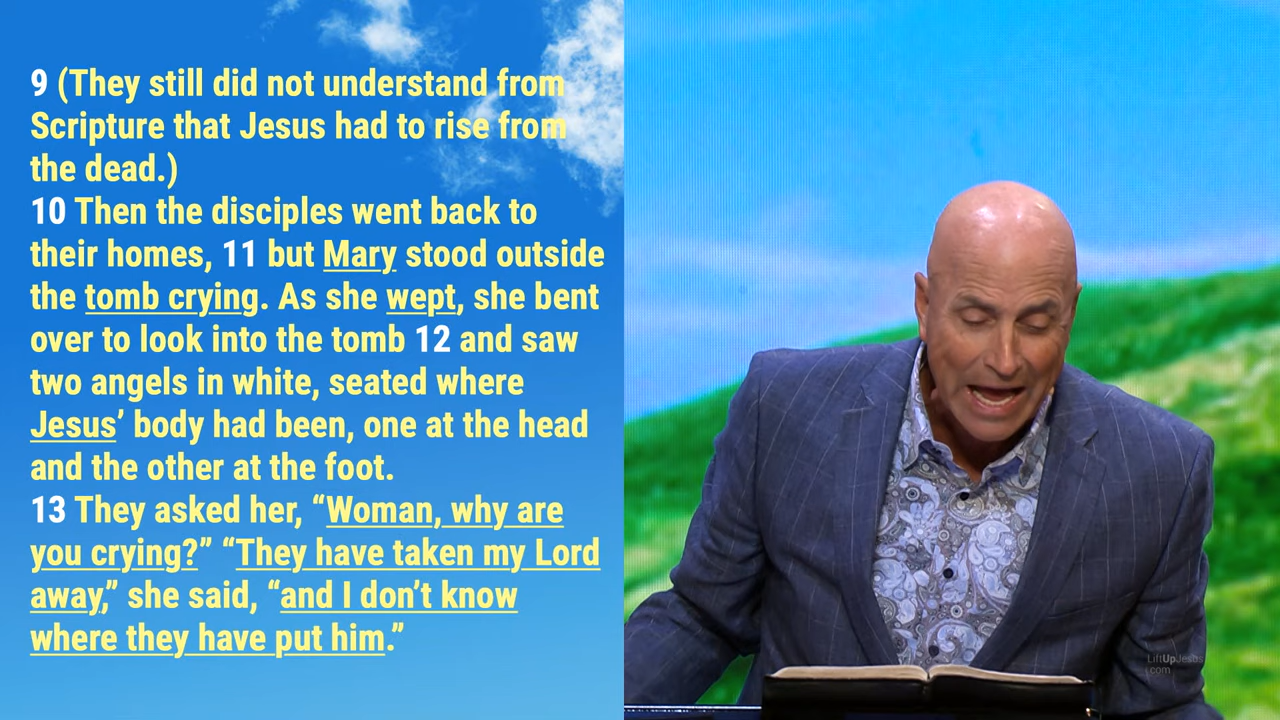 9 (They still did not understand from
Scripture that Jesus had to rise from
the dead.)
10 Then the disciples went back to
their homes, 11 but Mary stood outside
the tomb crying. As she wept, she bent
over to look into the tomb 12 and saw
two angels in white, seated where
Jesus’ body had been, one at the head
and the other at the foot.
13 They asked her, “Woman, why are
you crying?” “They have taken my Lord
away,” she said, “and I don’t know
where they have put him.”
LiftUpJesus
.com